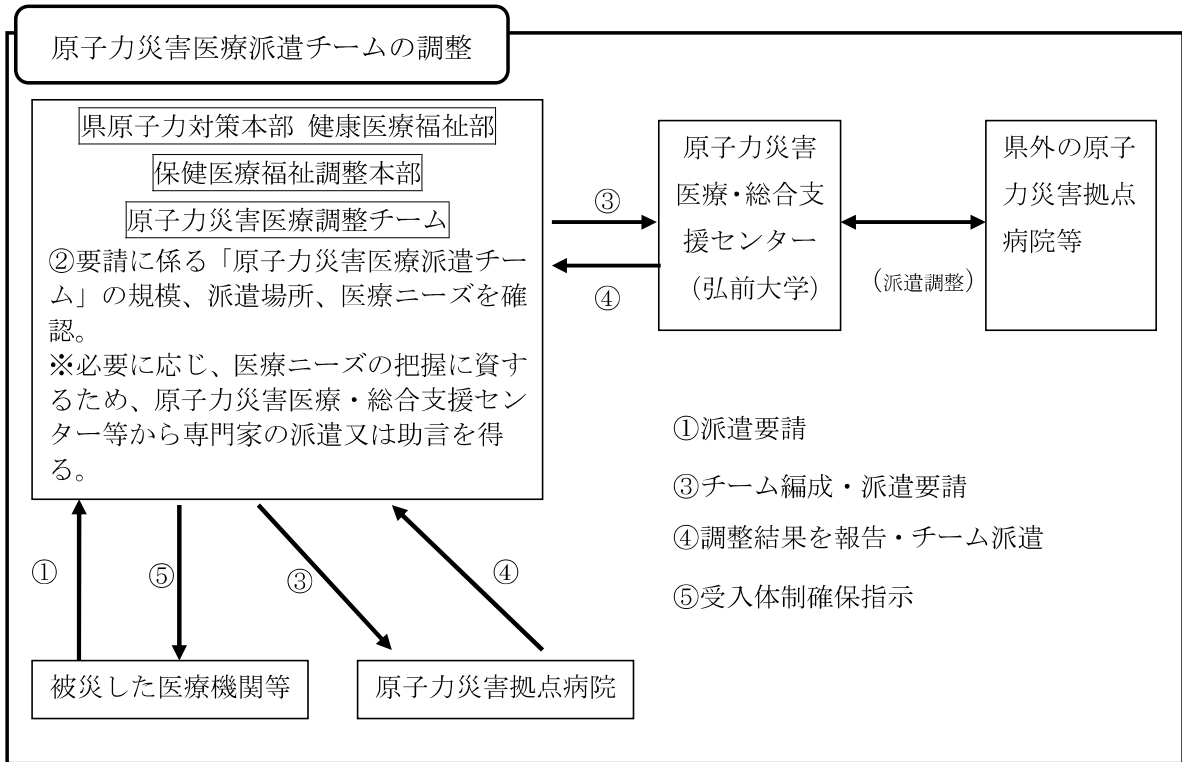 原子力災害医療派遣チームの調整
県原子力対策本部 健康医療福祉部
保健医療福祉調整本部
原子力災害医療調整チーム
②要請に係る「原子力災害医療派遣チー
ム」の規模、派遣場所、医療ニーズを確
認。
※必要に応じ、医療ニーズの把握に資す
るため、原子力災害医療・総合支援セン
ター等から専門家の派遣又は助言を得
る。
③
④
原子力災害
医療・総合支
援センター
(弘前大学)
(派遣調整)
県外の原子
力災害拠点
病院等
①派遣要請
③チーム編成・派遣要請
④調整結果を報告・チーム派遣
⑤受入体制確保指示
①
⑤
③
④
被災した医療機関等
原子力災害拠点病院